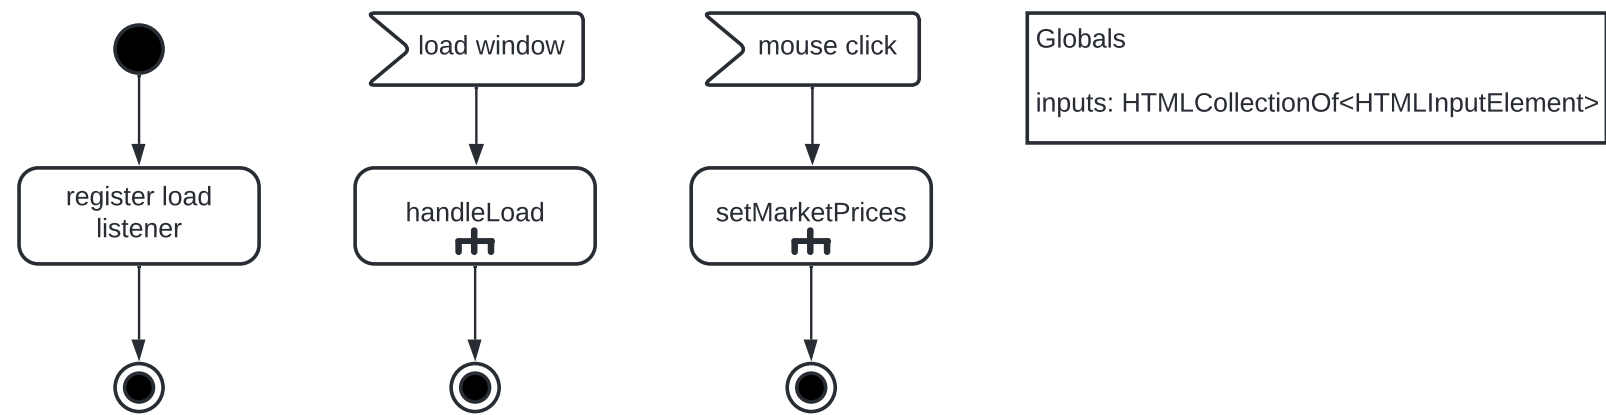 load window
mouse click
Globals
inputs: HTMLCollectionOf<HTMLInputElement>
register load
listener
handleLoad
setMarketPrices